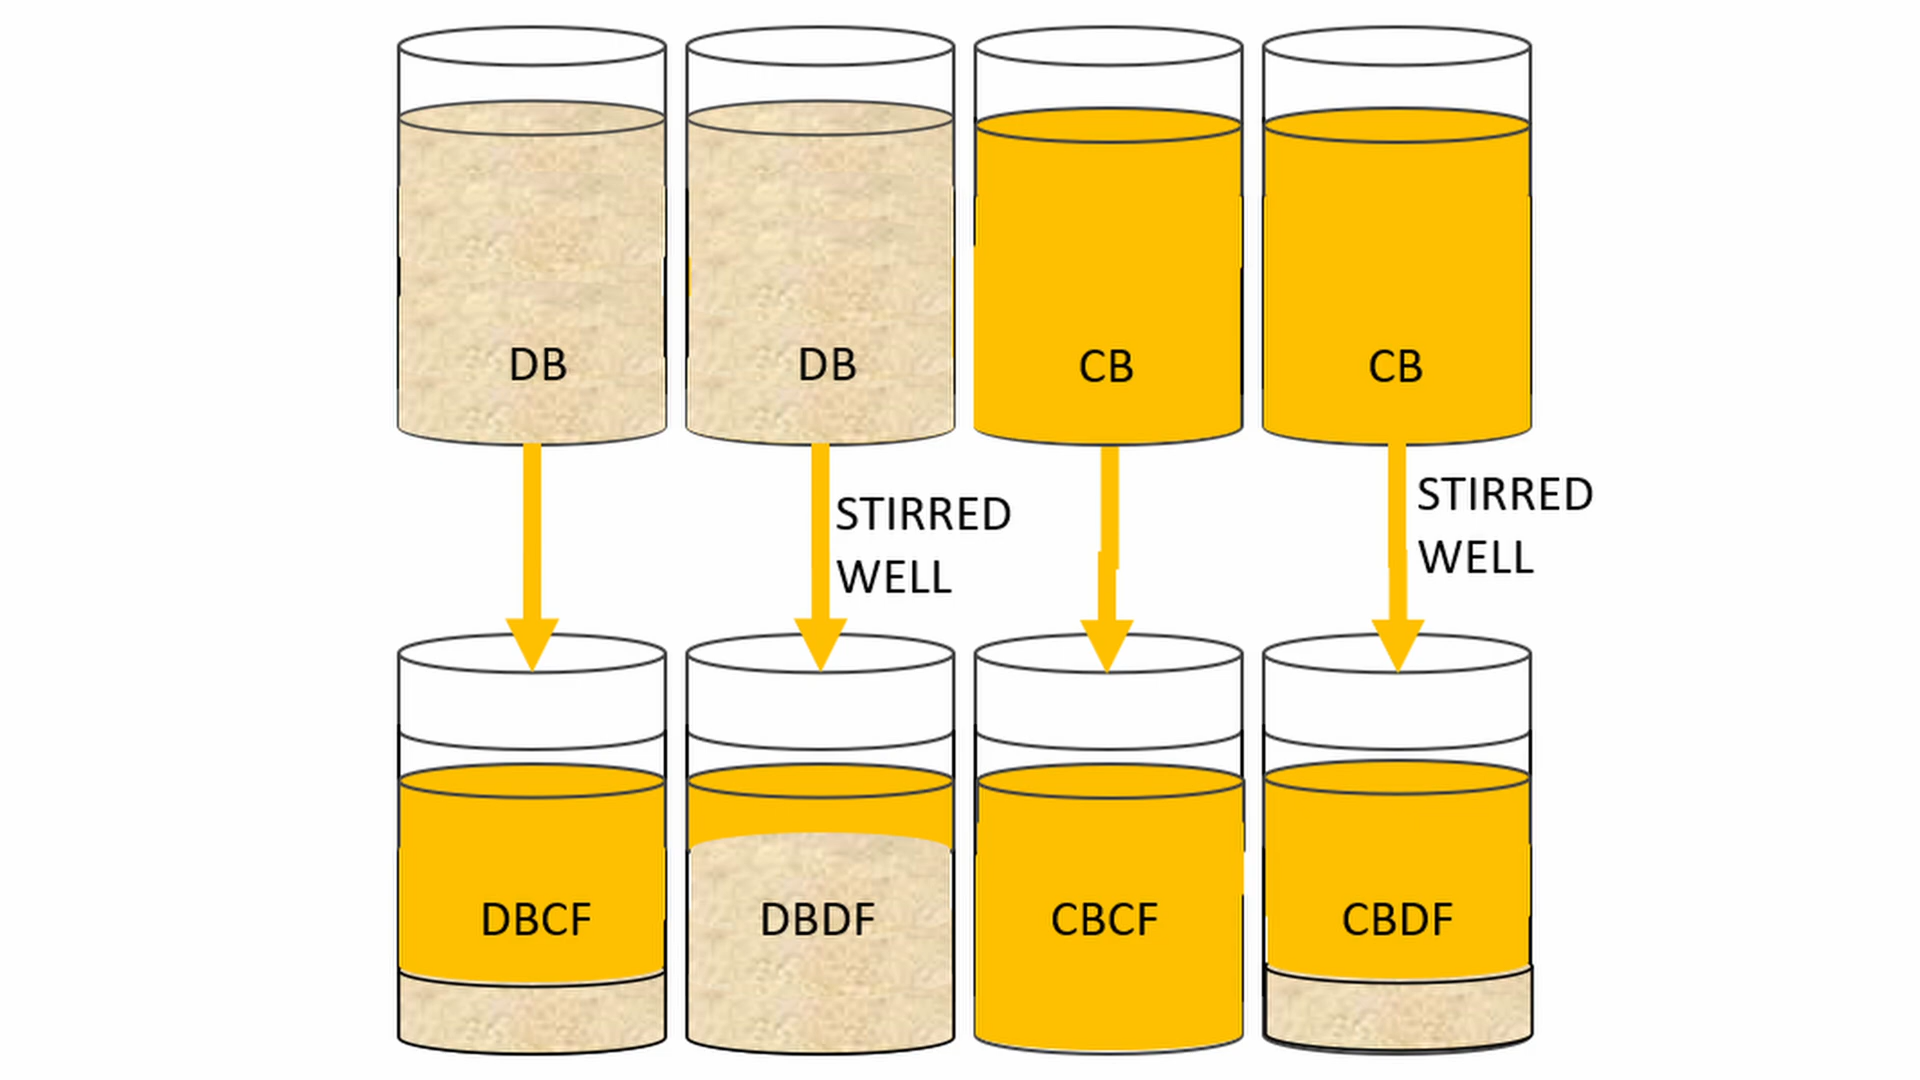 DB
DB
CB
CB
STIRRED
WELL
STIRRED
WELL
DBCF
DBDF
CBCF
CBDF